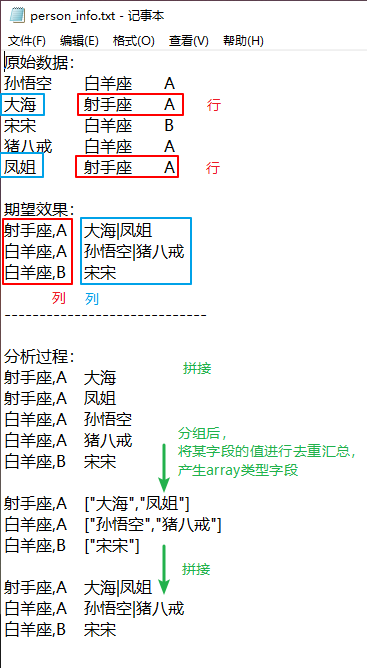 person_info.txt - 记事本
文件(F) 编辑(E) 格式(O) 查看(V) 帮助(H)
原始数据：
孙悟空 白羊座 A
大海 射手座 A 行
宋宋 白羊座 B
猪八戒 白羊座 A
凤姐 射手座 A 行
期望效果：
射手座,A 大海|凤姐
白羊座,A 孙悟空|猪八戒
白羊座,B 宋宋
列 列
-----------------------------
分析过程：
射手座,A 大海 拼接
射手座,A 凤姐
白羊座,A 孙悟空
白羊座,A 猪八戒 分组后，
白羊座,B 宋宋 将某字段的值进行去重汇总，
产生array类型字段
射手座,A ["大海","凤姐"]
白羊座,A ["孙悟空","猪八戒"]
白羊座,B ["宋宋"]
拼接
射手座,A 大海|凤姐
白羊座,A 孙悟空|猪八戒
白羊座,B 宋宋